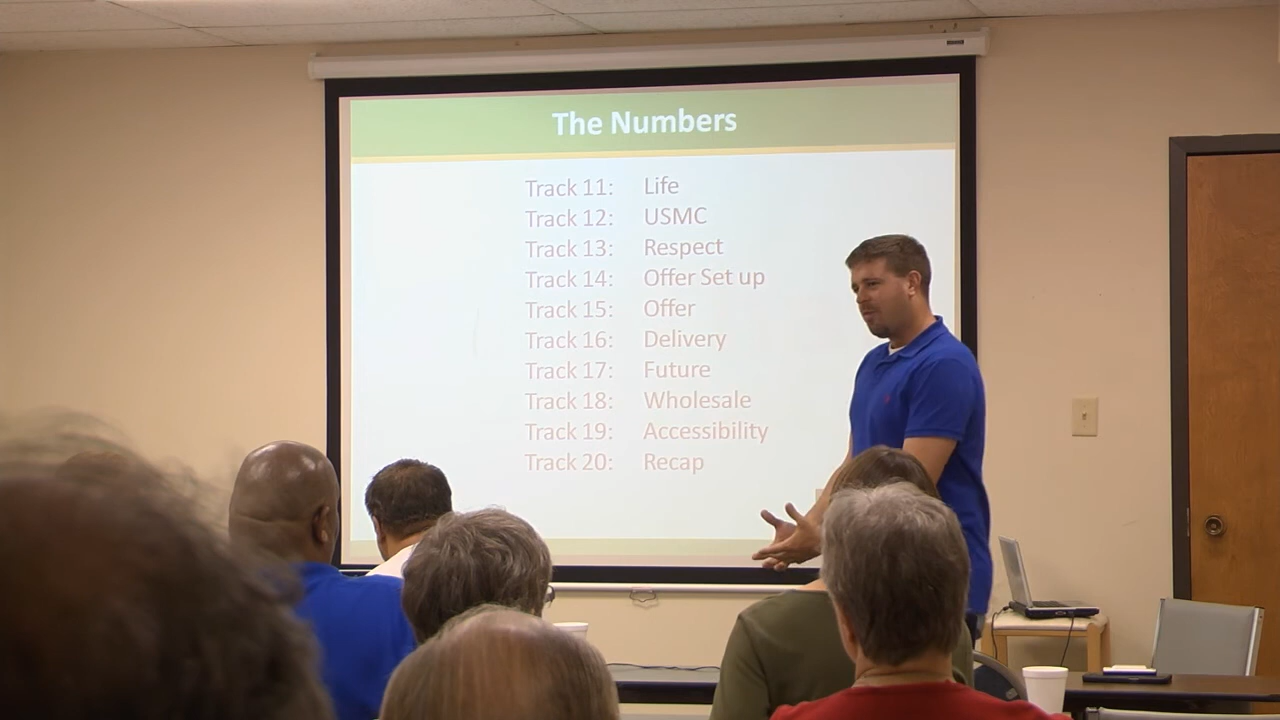 The Numbers
Track 11: Life
Track 12: USMC
Track 13: Respect
Track 14: Offer Set up
Track 15: Offer
Track 16: Delivery
Track 17: Future
Track 18: Wholesale
Track 19: Accessibility
Track 20: Recap